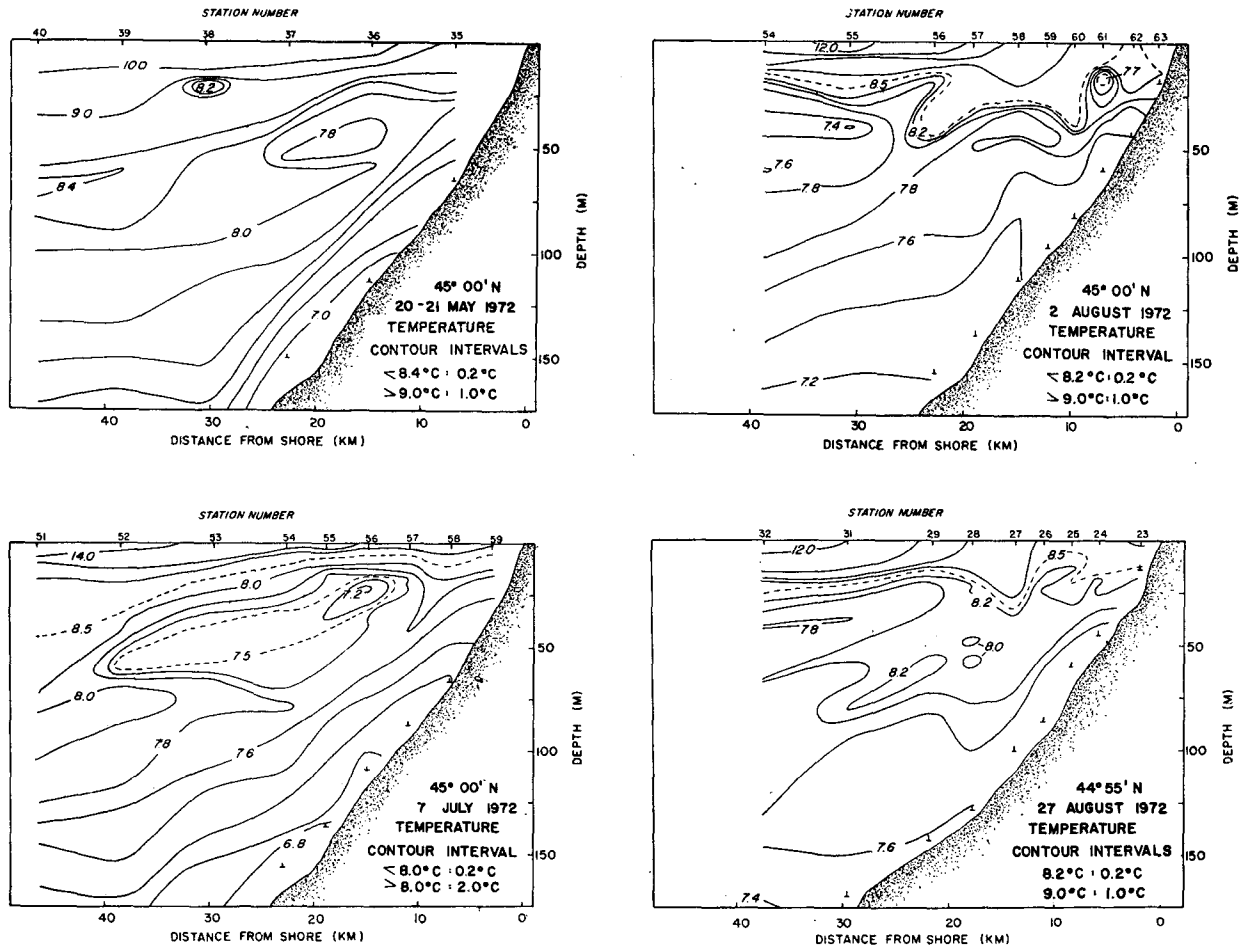 STATION NUMBER
40 39 38 37 36 35
10.0
8.2
9.0
7.8
50
8.4
8.0
DEPTH (M)
100
45° 00' N
20-21 MAY 1972
7.0
TEMPERATURE
CONTOUR INTERVALS
150
< 8.4°C : 0.2°C
> 9.0°C : 1.0°C
40 30 20 10 0
DISTANCE FROM SHORE (KM)
STATION NUMBER
54 55 56 57 58 59 60 61 62 63
12.0
7.7
8.5
7.4
8.2
50
7.6
7.8
7.8
DEPTH (M)
7.6
100
45° 00' N
2 AUGUST 1972
TEMPERATURE
CONTOUR INTERVAL
150
7.2
< 8.2°C : 0.2°C
> 9.0°C : 1.0°C
40 30 20 10 0
DISTANCE FROM SHORE (KM)
STATION NUMBER
51 52 53 54 55 56 57 58 59
14.0
8.0
7.2
8.5
7.5
50
8.0
DEPTH (M)
7.8
7.6
100
45° 00' N
7 JULY 1972
TEMPERATURE
6.8
CONTOUR INTERVAL
150
< 8.0°C : 0.2°C
> 8.0°C : 2.0°C
40 30 20 10 0
DISTANCE FROM SHORE (KM)
STATION NUMBER
32 31 29 28 27 26 25 24 23
12.0
8.5
8.2
7.8
8.0
50
8.2
DEPTH (M)
100
44° 55' N
27 AUGUST 1972
TEMPERATURE
7.6
CONTOUR INTERVALS
150
8.2°C : 0.2°C
9.0°C : 1.0°C
7.4
40 30 20 10 0
DISTANCE FROM SHORE (KM)